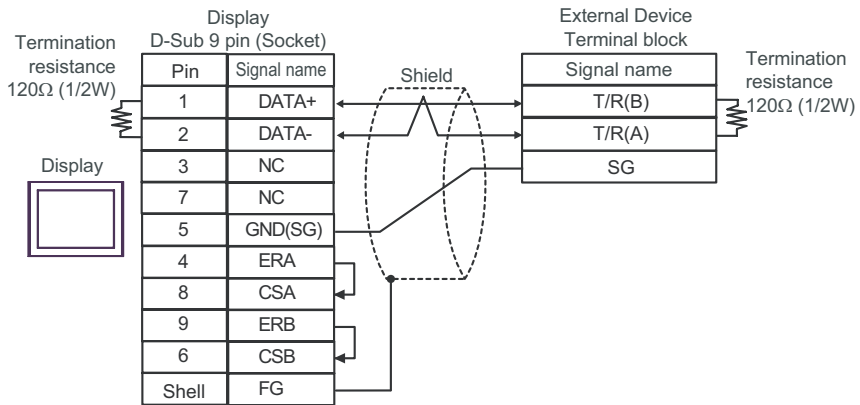 Display
D-Sub 9 pin (Socket)
Termination
resistance
120Ω (1/2W)
Pin Signal name
1 DATA+
2 DATA-
3 NC
7 NC
5 GND(SG)
4 ERA
8 CSA
9 ERB
6 CSB
Shell FG
Display
Shield
External Device
Terminal block
Signal name
T/R(B)
T/R(A)
SG
Termination
resistance
120Ω (1/2W)